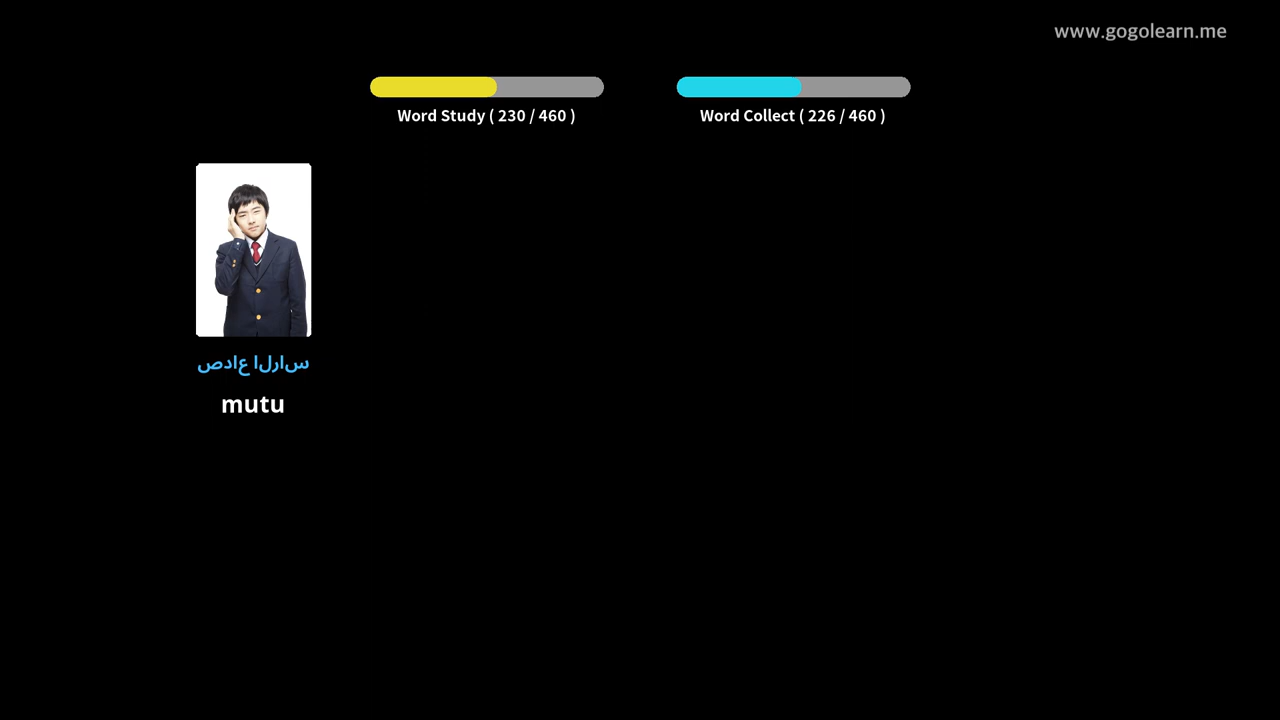 www.gogolearn.me
Word Study ( 230 / 460 )
Word Collect ( 226 / 460 )
صداع الراس
mutu